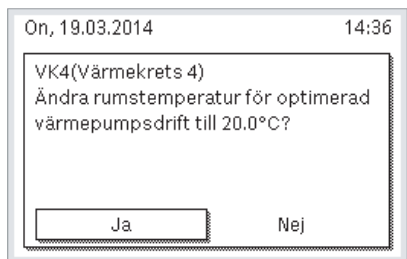 On, 19.03.2014 14:36
VK4(Värmekrets 4)
Ändra rumstemperatur för optimerad
värmepumpsdrift till 20.0°C?
Ja Nej